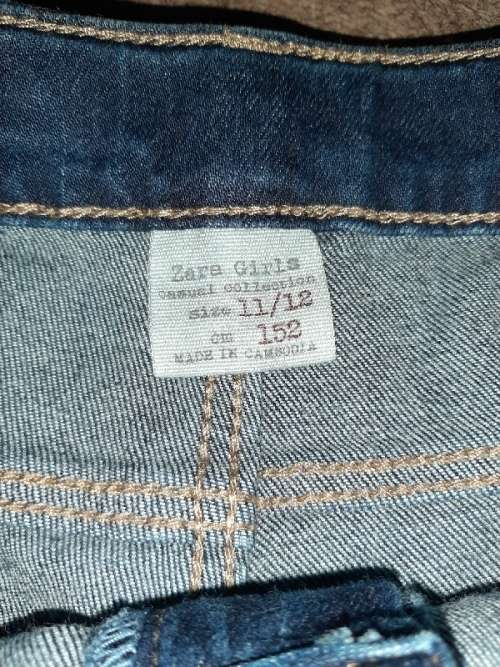 Zara Girls
casual collection
size 11/12
cm 152
MADE IN CAMBODIA